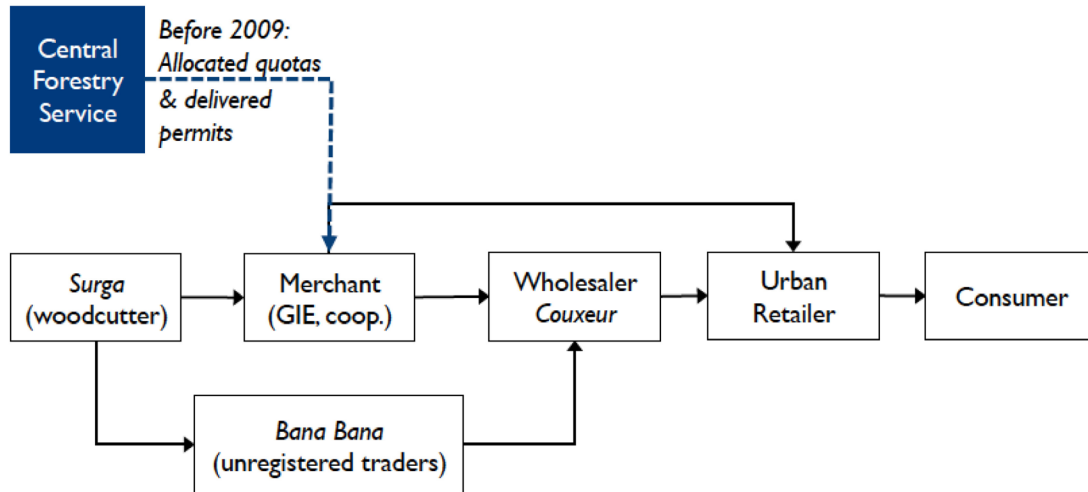 Central
Forestry
Service
Before 2009:
Allocated quotas
& delivered
permits
Surga
(woodcutter)
Merchant
(GIE, coop.)
Wholesaler
Couxeur
Urban
Retailer
Consumer
Bana Bana
(unregistered traders)